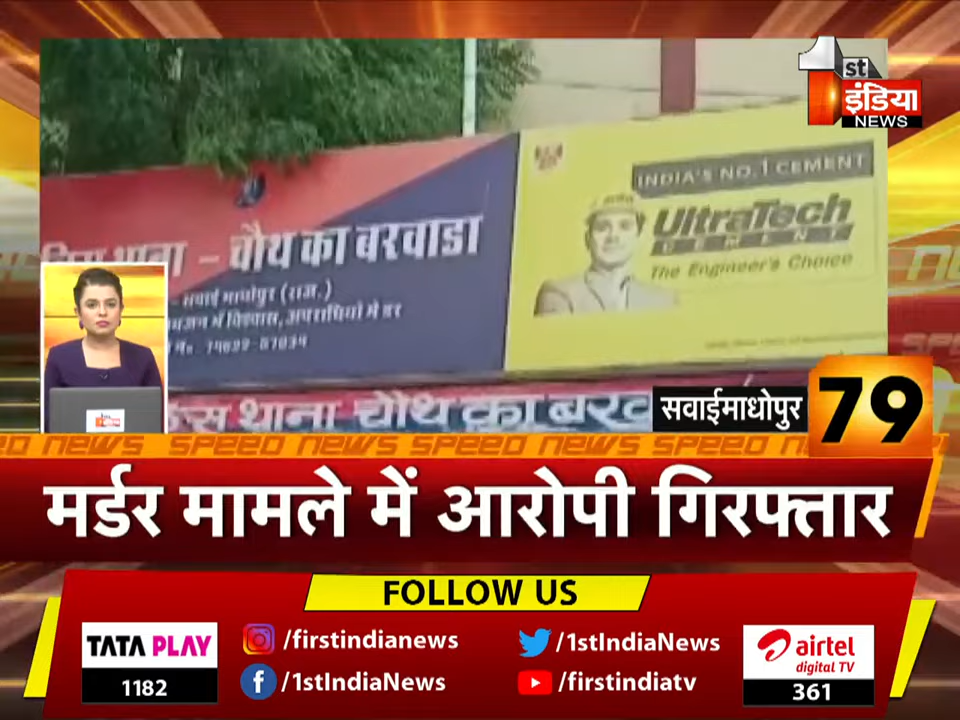 1st
इंडिया
NEWS
थाना – चौथ का बरवाडा
सवाई माधोपुर (राज.)
में विश्वास, अपराधियों में डर
INDIA'S NO.1 CEMENT
UltraTech
CEMENT
The Engineer's Choice
थाना चौथ का बरव
सवाईमाधोपुर
79
SPEED NEWS SPEED NEWS SPEED NEWS SPEED
मर्डर मामले में आरोपी गिरफ्तार
FOLLOW US
TATA PLAY
1182
/firstindianews
/1stIndiaNews
/1stIndiaNews
/firstindiatv
airtel
digital TV
361